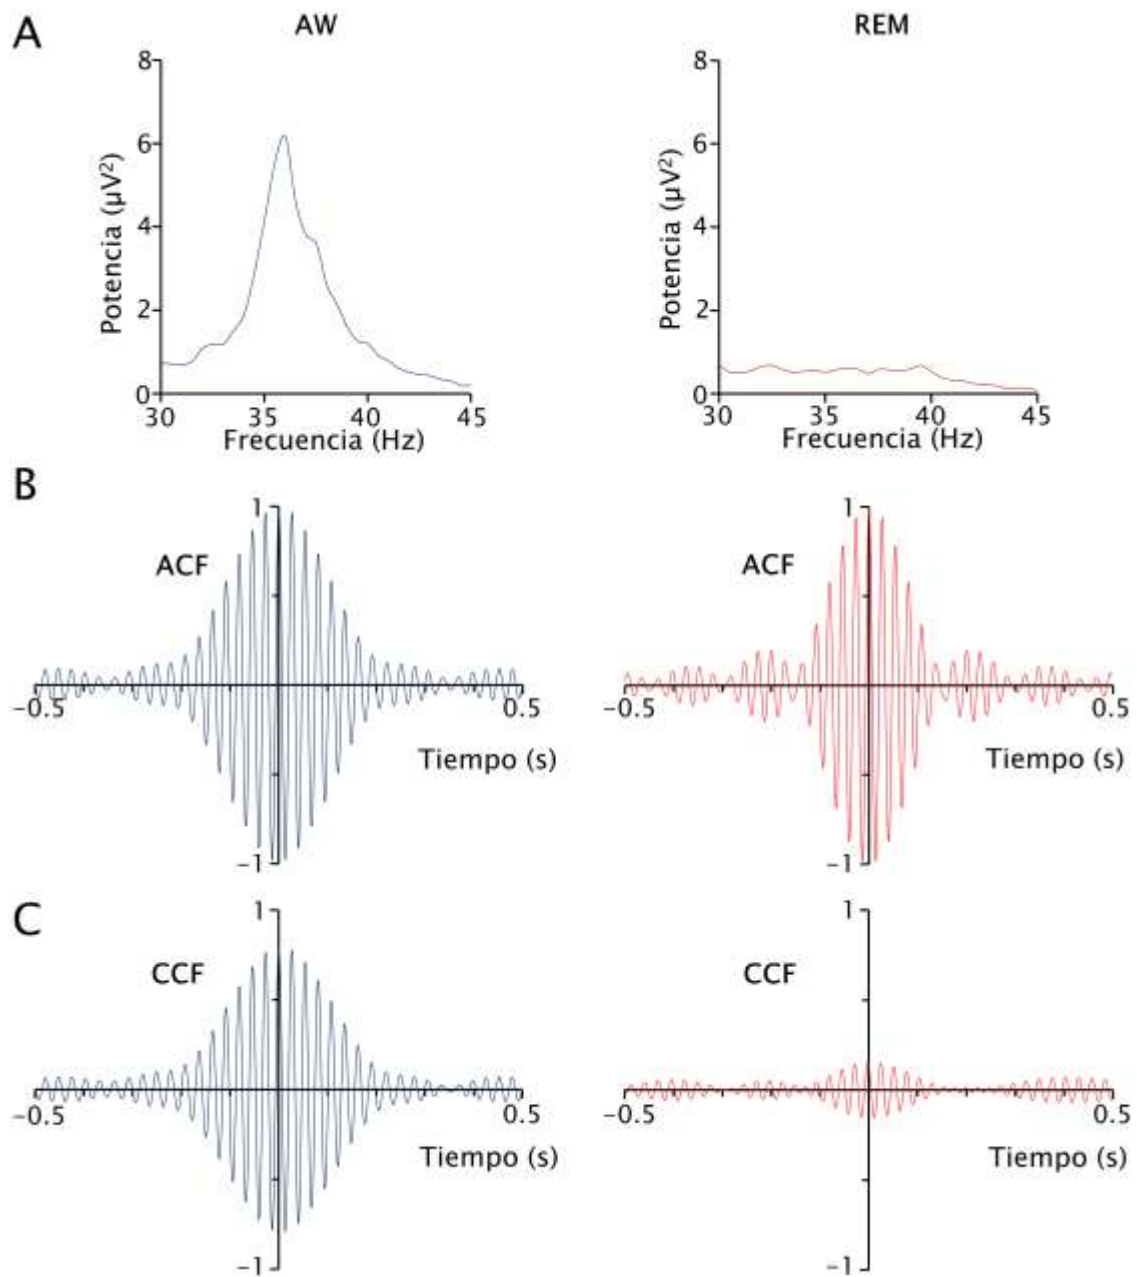 A
AW
REM
8
6
4
2
0
Potencia (µV²)
30 35 40 45
Frecuencia (Hz)
8
6
4
2
0
Potencia (µV²)
30 35 40 45
Frecuencia (Hz)
B
1
ACF
−0.5 0.5
Tiempo (s)
−1
1
ACF
−0.5 0.5
Tiempo (s)
−1
C
1
CCF
−0.5 0.5
Tiempo (s)
−1
1
CCF
−0.5 0.5
Tiempo (s)
−1